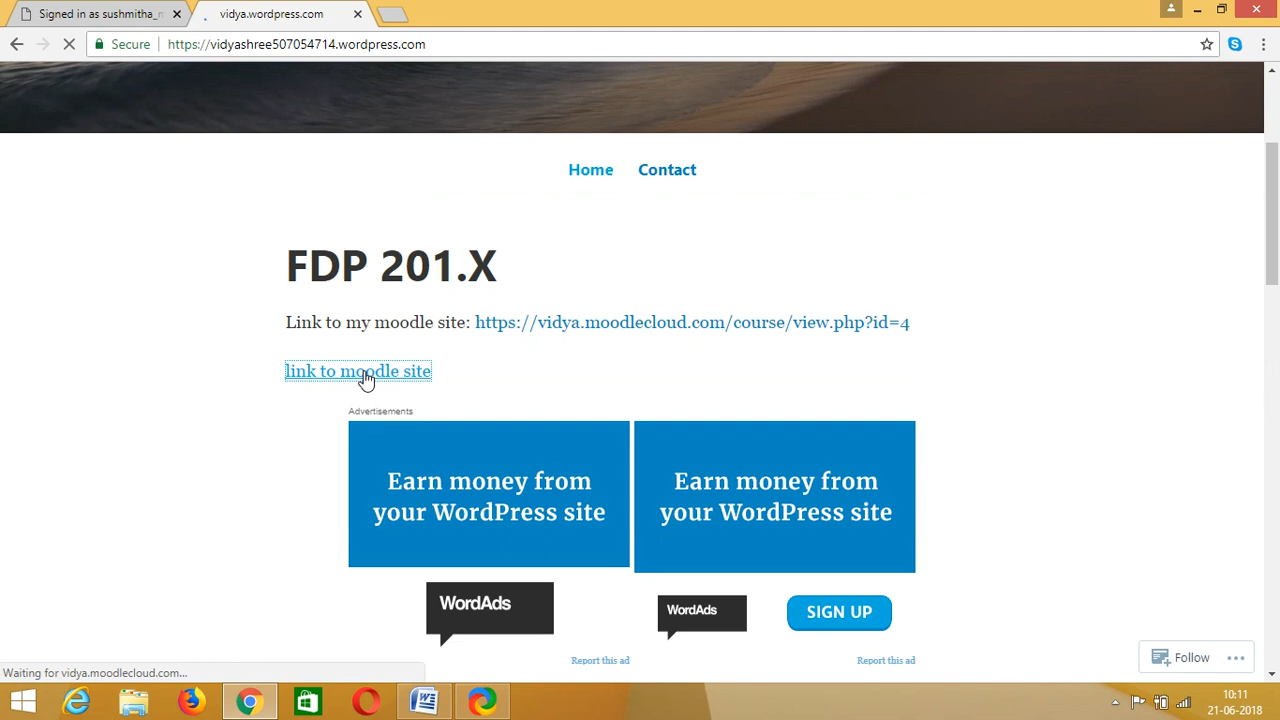 Signed in as sushmitha_n
vidya.wordpress.com
Secure
https://vidyashree507054714.wordpress.com
Home
Contact
FDP 201.X
Link to my moodle site: https://vidya.moodlecloud.com/course/view.php?id=4
link to moodle site
Advertisements
Earn money from
your WordPress site
WordAds
Report this ad
Earn money from
your WordPress site
WordAds
SIGN UP
Report this ad
Follow
Waiting for vidya.moodlecloud.com...
10:11
21-06-2018